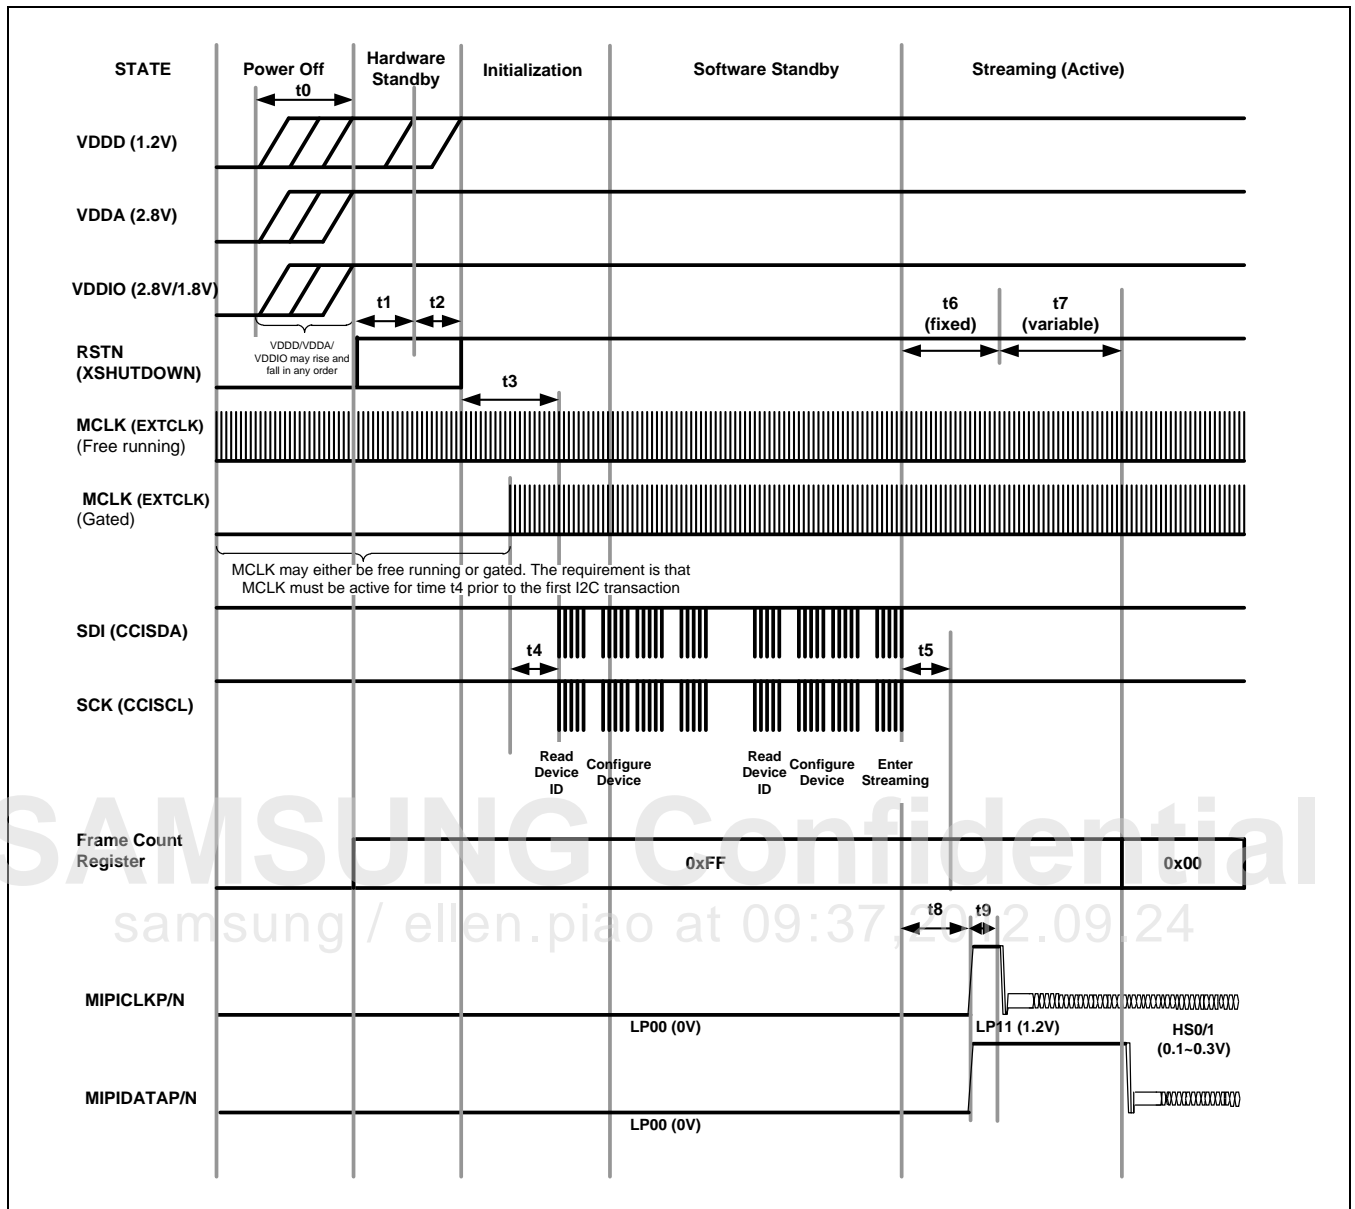 STATE
Power Off
Hardware
Standby
Initialization
Software Standby
Streaming (Active)
t0
VDDD (1.2V)
VDDA (2.8V)
VDDIO (2.8V/1.8V)
t1
t2
t6
(fixed)
t7
(variable)
VDDD/VDDA/
VDDIO may rise and
fall in any order
RSTN
(XSHUTDOWN)
t3
MCLK (EXTCLK)
(Free running)
MCLK (EXTCLK)
(Gated)
MCLK may either be free running or gated. The requirement is that
MCLK must be active for time t4 prior to the first I2C transaction
SDI (CCISDA)
t4
t5
SCK (CCISCL)
Read
Device
ID
Configure
Device
Read
Device
ID
Configure
Device
Enter
Streaming
SAMSUNG Confidential
Frame Count
Register
0xFF
0x00
samsung / ellen.piao at 09:37,2012.09.24
t8
t9
MIPICLKP/N
LP00 (0V)
LP11 (1.2V)
HS0/1
(0.1~0.3V)
MIPIDATAP/N
LP00 (0V)